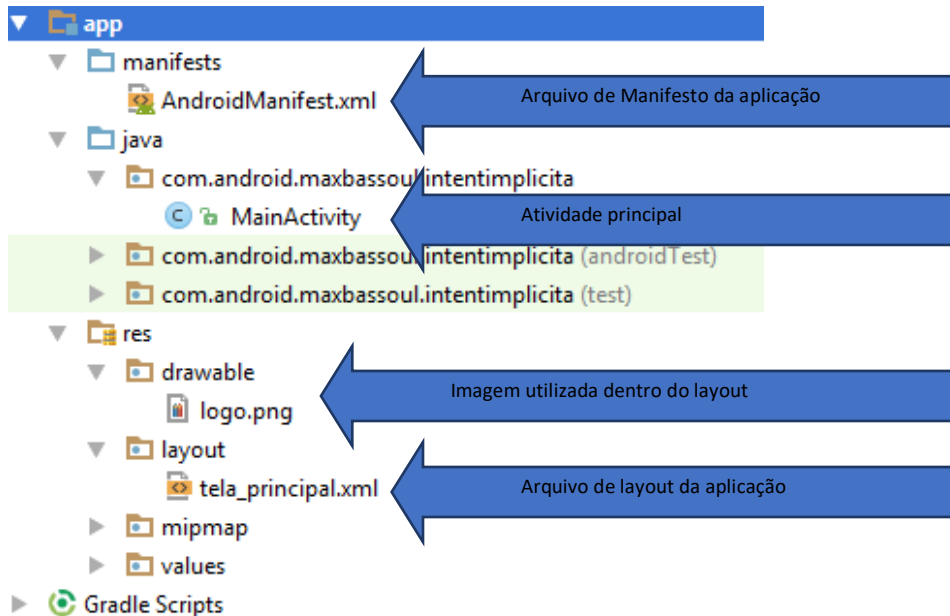 app
manifests
AndroidManifest.xml Arquivo de Manifesto da aplicação
java
com.android.maxbassoul.intentimplicita
MainActivity Atividade principal
com.android.maxbassoul.intentimplicita (androidTest)
com.android.maxbassoul.intentimplicita (test)
res
drawable
Imagem utilizada dentro do layout
logo.png
layout
tela_principal.xml Arquivo de layout da aplicação
mipmap
values
Gradle Scripts